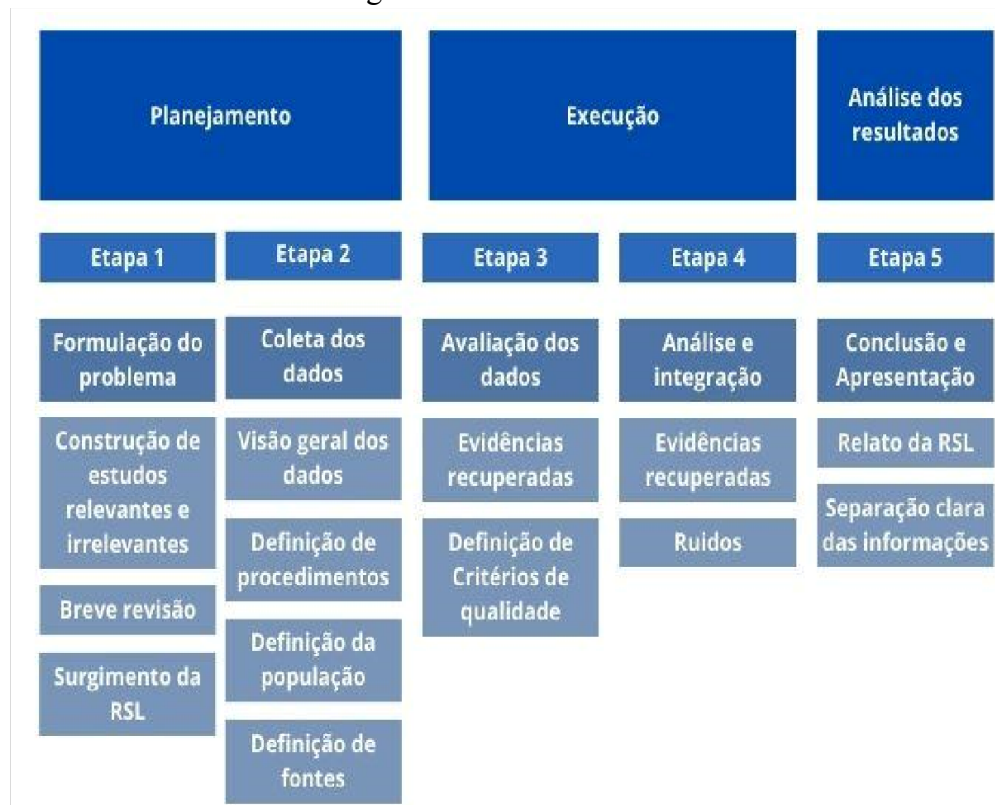 Planejamento
Execução
Análise dos
resultados
Etapa 1
Etapa 2
Etapa 3
Etapa 4
Etapa 5
Formulação do
problema
Coleta dos
dados
Avaliação dos
dados
Análise e
integração
Conclusão e
Apresentação
Construção de
estudos
relevantes e
irrelevantes
Visão geral dos
dados
Evidências
recuperadas
Evidências
recuperadas
Relato da RSL
Separação clara
das informações
Definição de
procedimentos
Definição de
Critérios de
qualidade
Ruidos
Breve revisão
Definição da
população
Surgimento da
RSL
Definição de
fontes